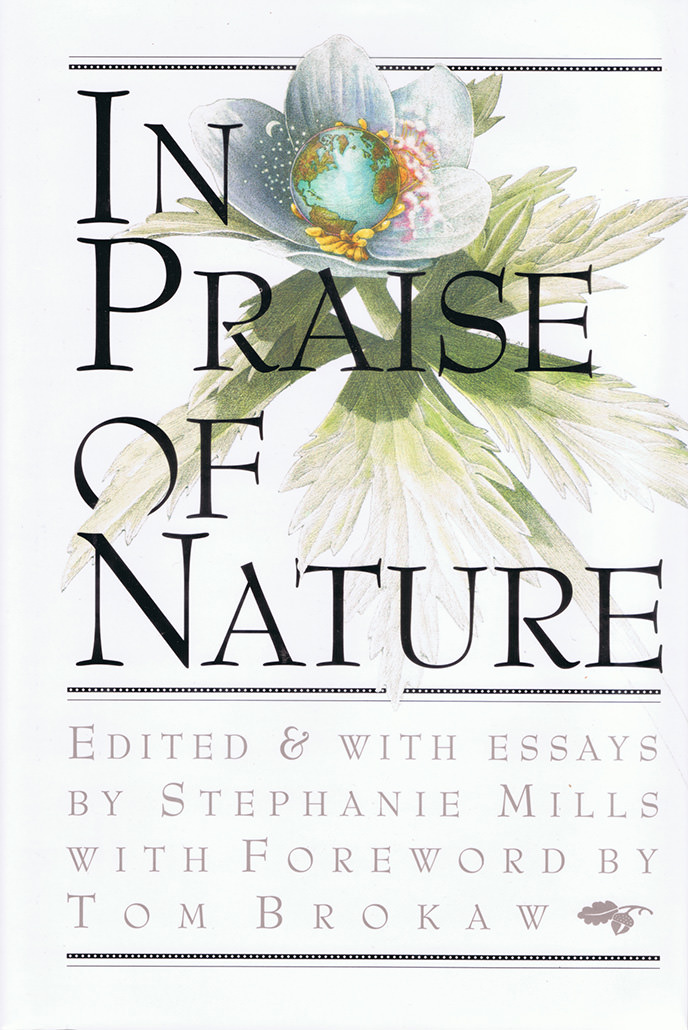 In
Praise
of
Nature
Edited & with essays
by Stephanie Mills
with Foreword by
Tom Brokaw